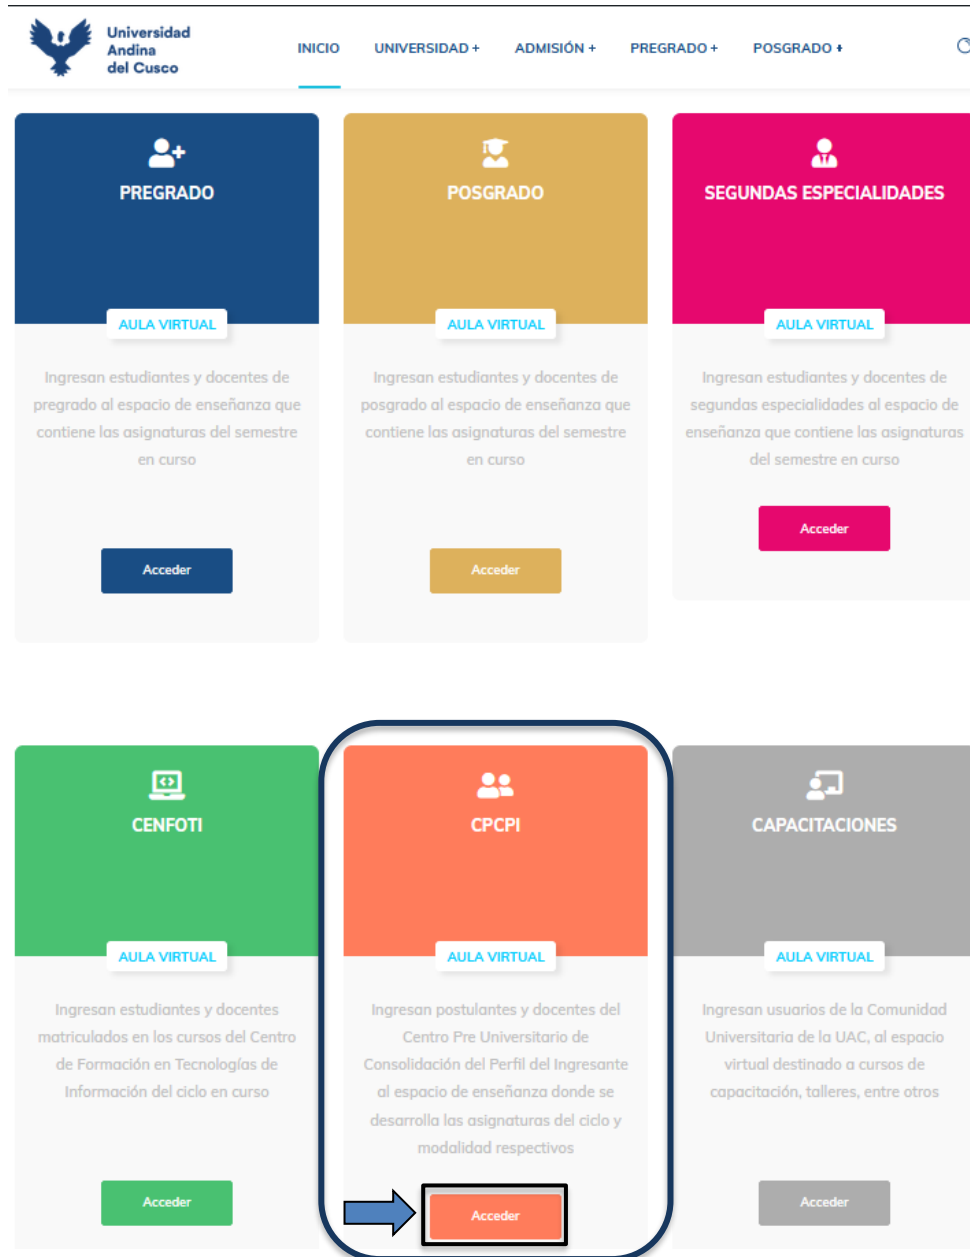 Universidad
Andina
del Cusco
INICIO
UNIVERSIDAD +
ADMISIÓN +
PREGRADO +
POSGRADO +
PREGRADO
AULA VIRTUAL
Ingresan estudiantes y docentes de
pregrado al espacio de enseñanza que
contiene las asignaturas del semestre
en curso
Acceder
POSGRADO
AULA VIRTUAL
Ingresan estudiantes y docentes de
posgrado al espacio de enseñanza que
contiene las asignaturas del semestre
en curso
Acceder
SEGUNDAS ESPECIALIDADES
AULA VIRTUAL
Ingresan estudiantes y docentes de
segundas especialidades al espacio de
enseñanza que contiene las asignaturas
del semestre en curso
Acceder
CENFOTI
AULA VIRTUAL
Ingresan estudiantes y docentes
matriculados en los cursos del Centro
de Formación en Tecnologías de
Información del ciclo en curso
Acceder
CPCPI
AULA VIRTUAL
Ingresan postulantes y docentes del
Centro Pre Universitario de
Consolidación del Perfil del Ingresante
al espacio de enseñanza donde se
desarrolla las asignaturas del ciclo y
modalidad respectivos
Acceder
CAPACITACIONES
AULA VIRTUAL
Ingresan usuarios de la Comunidad
Universitaria de la UAC, al espacio
virtual destinado a cursos de
capacitación, talleres, entre otros
Acceder